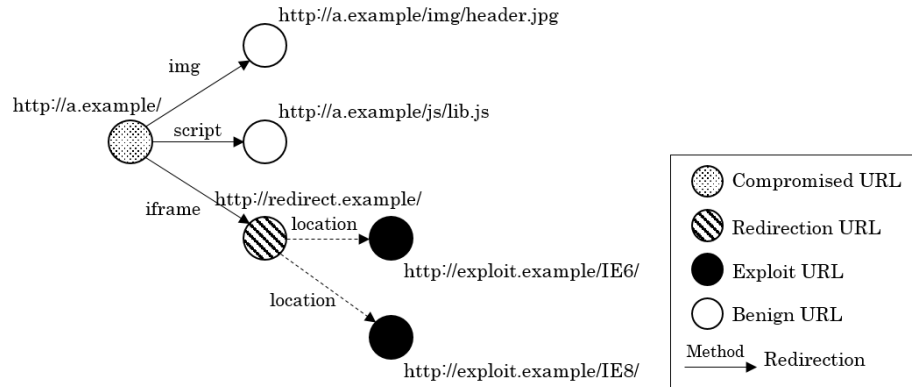 http://a.example/img/header.jpg
img
http://a.example/
http://a.example/js/lib.js
script
http://redirect.example/
iframe
location
http://exploit.example/IE6/
location
http://exploit.example/IE8/
Compromised URL
Redirection URL
Exploit URL
Benign URL
Method
Redirection